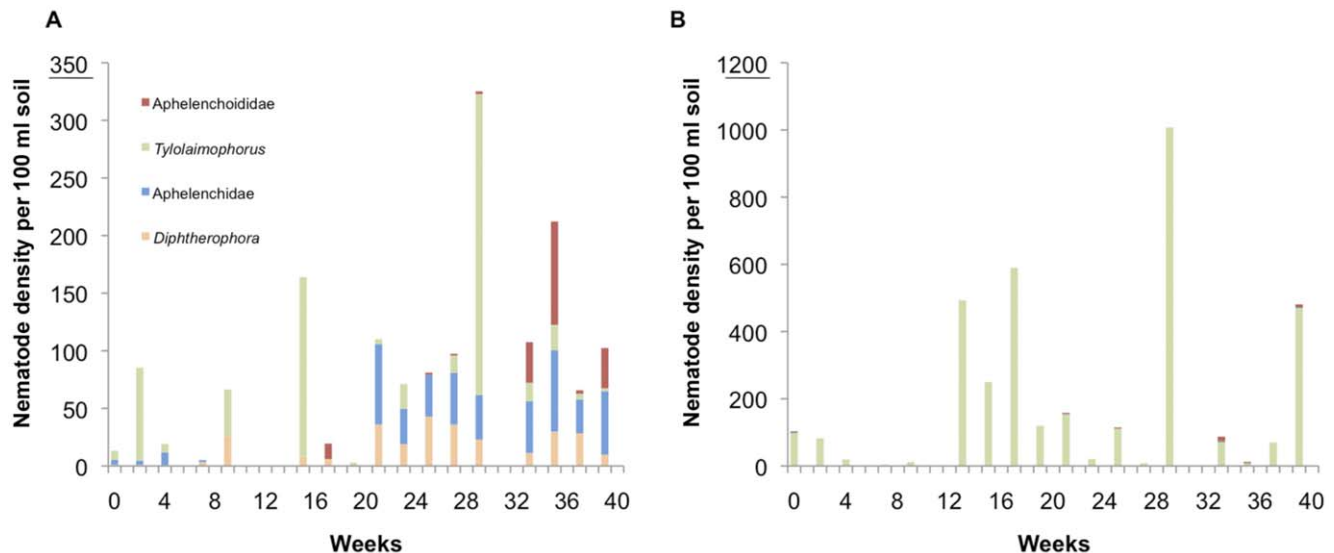 A
Nematode density per 100 ml soil
350
300
250
200
150
100
50
0
Aphelenchoididae
Tylolaimophorus
Aphelenchidae
Diphtherophora
0 4 8 12 16 20 24 28 32 36 40
Weeks
B
Nematode density per 100 ml soil
1200
1000
800
600
400
200
0
0 4 8 12 16 20 24 28 32 36 40
Weeks